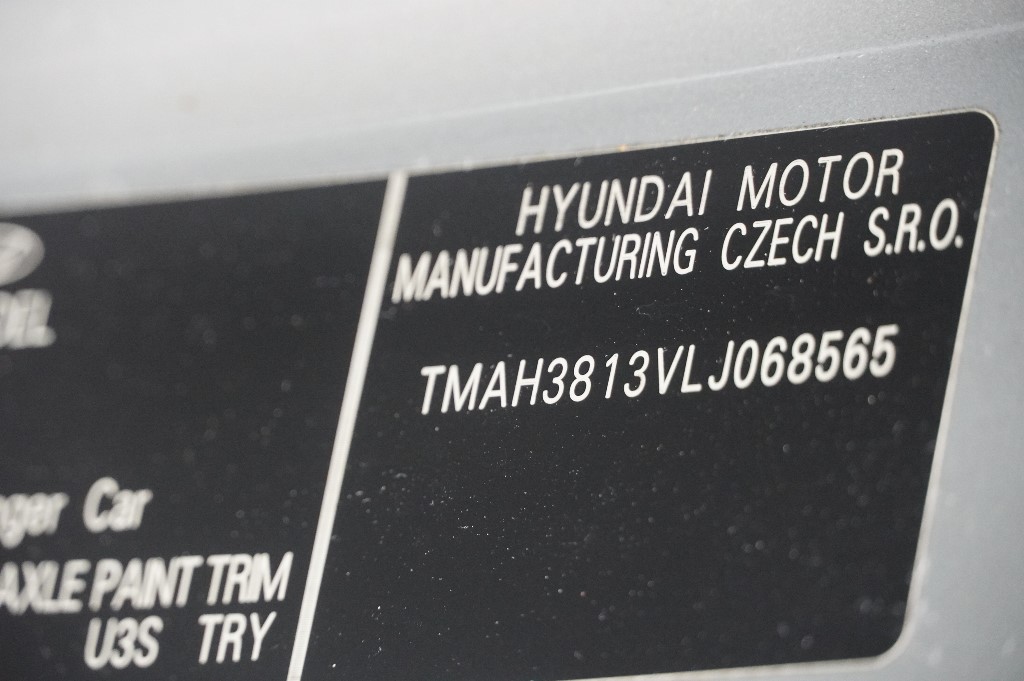 HYUNDAI MOTOR
MANUFACTURING CZECH S.R.O.
TMAH3813VLJ068565
Car
AXLE PAINT TRIM
U3S TRY